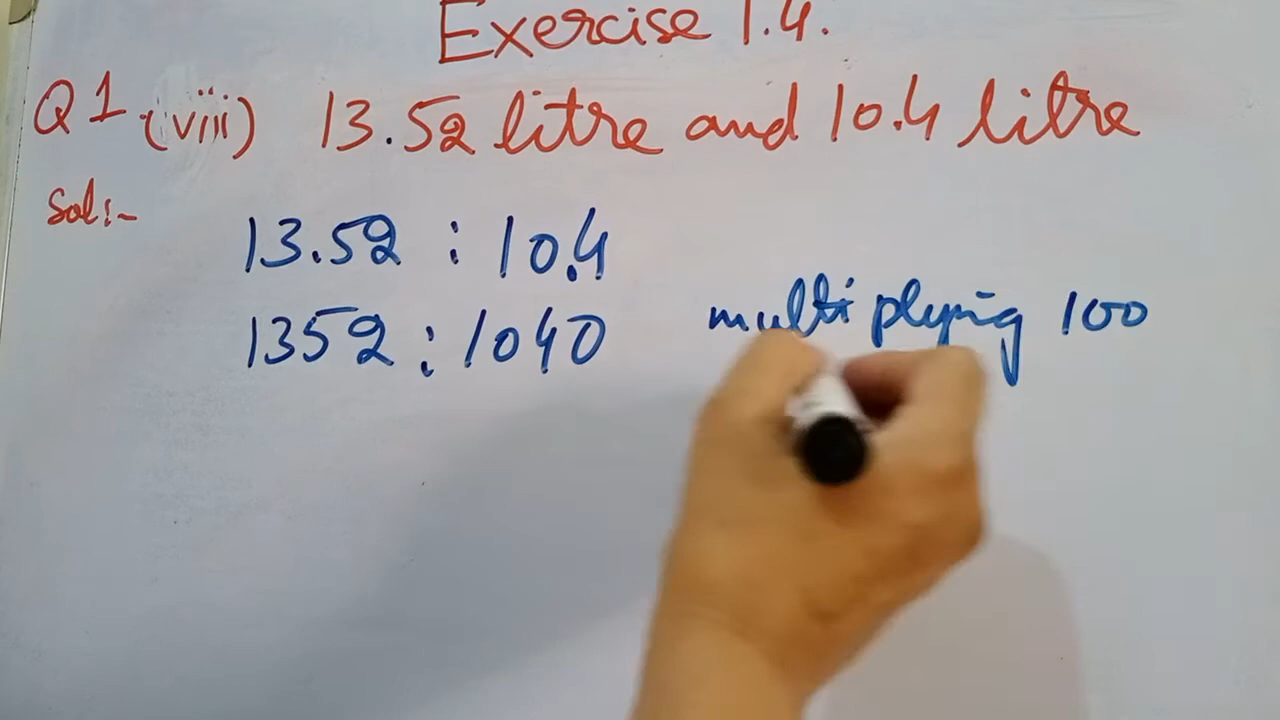 Exercise 1.4.
Q1.(viii) 13.52 litre and 10.4 litre
Sol:-
13.52 : 10.4
1352 : 1040 multiplying 100